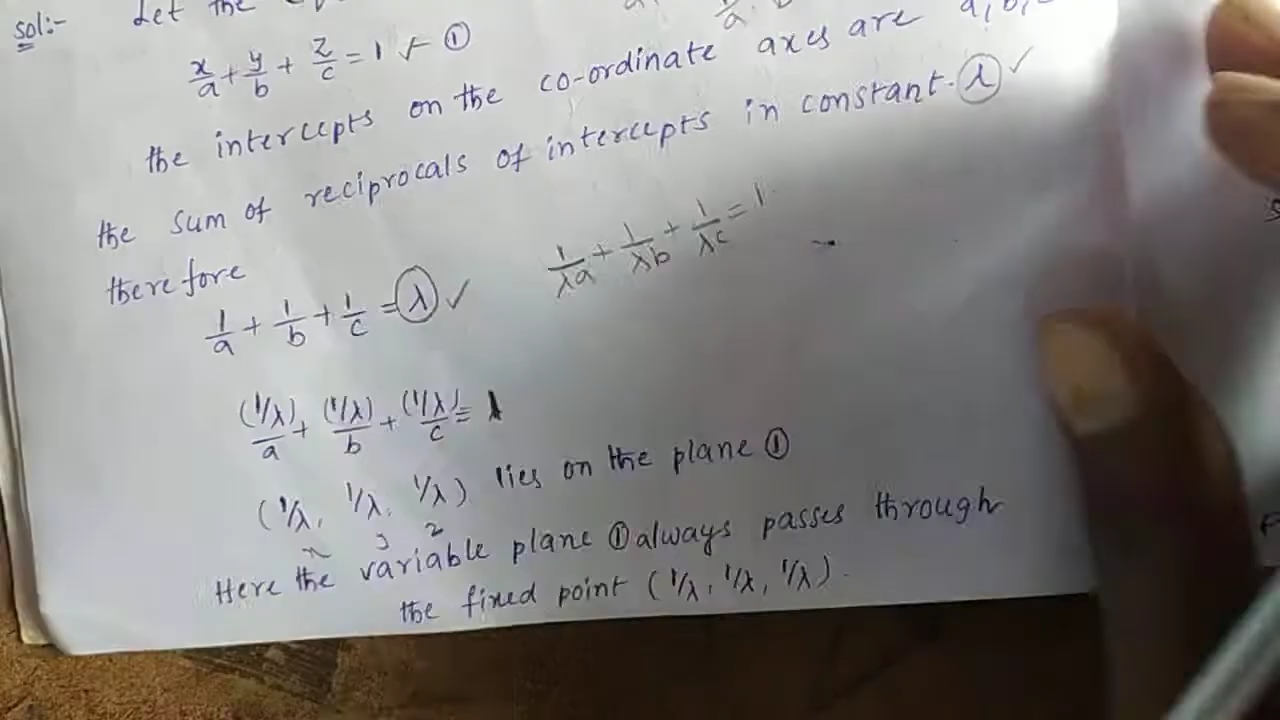 sol:- Let the
x/a + y/b + z/c = 1 ①
the intercepts on the co-ordinate axes are a, b,
the sum of reciprocals of intercepts in constant. λ ✓
therefore
1/a + 1/b + 1/c = λ ✓ 1/λa + 1/λb + 1/λc = 1
(1/λ)/a + (1/λ)/b + (1/λ)/c = 1
(1/λ, 1/λ, 1/λ) lies on the plane ①
x y z
Here the variable plane ① always passes through
the fixed point (1/λ, 1/λ, 1/λ).